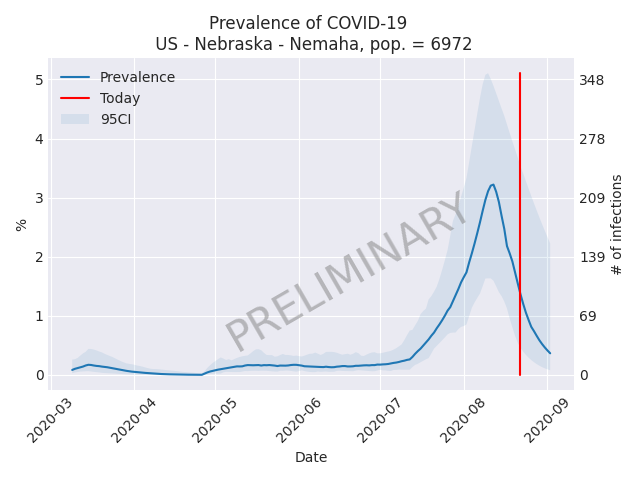 Prevalence of COVID-19
US - Nebraska - Nemaha, pop. = 6972
Prevalence
Today
95CI
PRELIMINARY
%
5
4
3
2
1
0
348
278
209
139
69
0
# of infections
2020-03
2020-04
2020-05
2020-06
2020-07
2020-08
2020-09
Date